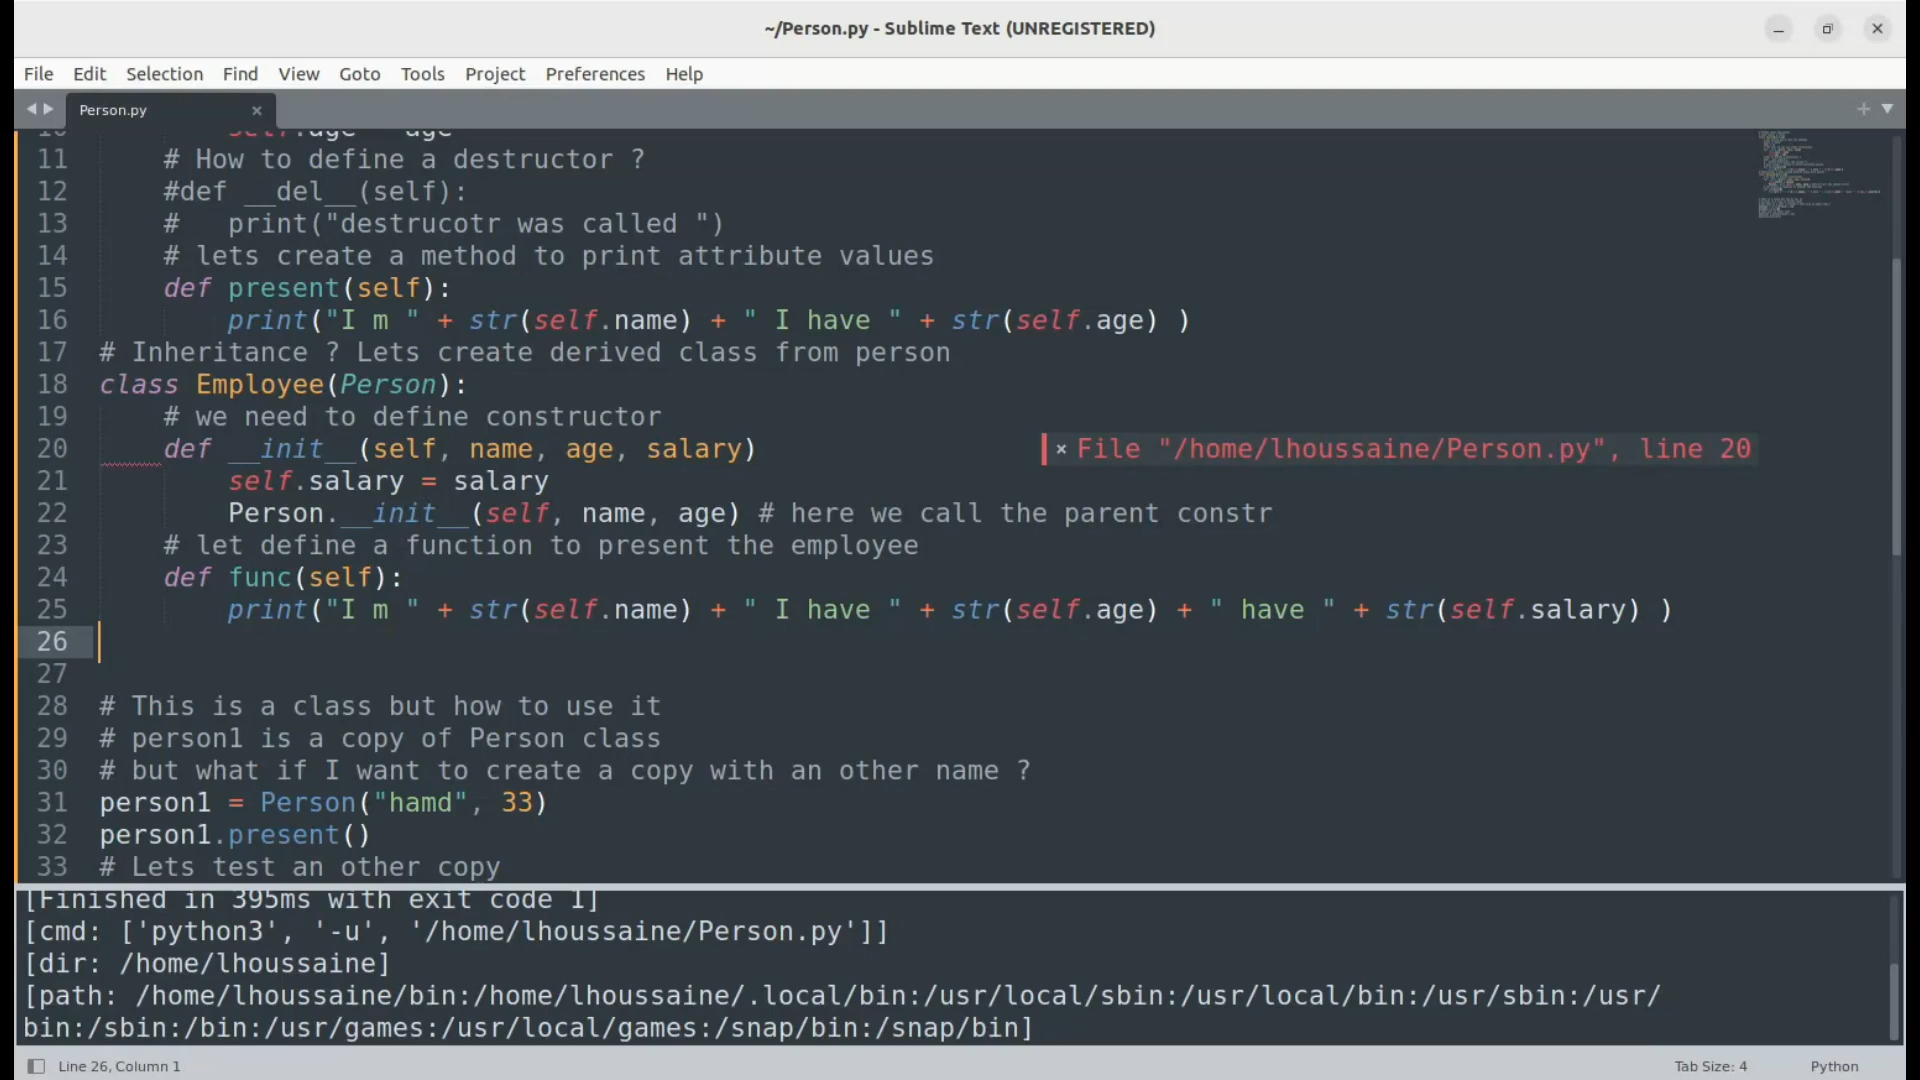 ~/Person.py - Sublime Text (UNREGISTERED)
File Edit Selection Find View Goto Tools Project Preferences Help
Person.py
10 self.age = age
11 # How to define a destructor ?
12 #def __del__(self):
13 #   print("destrucotr was called ")
14 # lets create a method to print attribute values
15 def present(self):
16 print("I m " + str(self.name) + " I have " + str(self.age) )
17 # Inheritance ? Lets create derived class from person
18 class Employee(Person):
19 # we need to define constructor
20 def __init__(self, name, age, salary) × File "/home/lhoussaine/Person.py", line 20
21 self.salary = salary
22 Person.__init__(self, name, age) # here we call the parent constr
23 # let define a function to present the employee
24 def func(self):
25 print("I m " + str(self.name) + " I have " + str(self.age) + " have " + str(self.salary) )
26
27
28 # This is a class but how to use it
29 # person1 is a copy of Person class
30 # but what if I want to create a copy with an other name ?
31 person1 = Person("hamd", 33)
32 person1.present()
33 # Lets test an other copy
[Finished in 395ms with exit code 1]
[cmd: ['python3', '-u', '/home/lhoussaine/Person.py']]
[dir: /home/lhoussaine]
[path: /home/lhoussaine/bin:/home/lhoussaine/.local/bin:/usr/local/sbin:/usr/local/bin:/usr/sbin:/usr/
bin:/sbin:/bin:/usr/games:/usr/local/games:/snap/bin:/snap/bin]
Line 26, Column 1 Tab Size: 4 Python